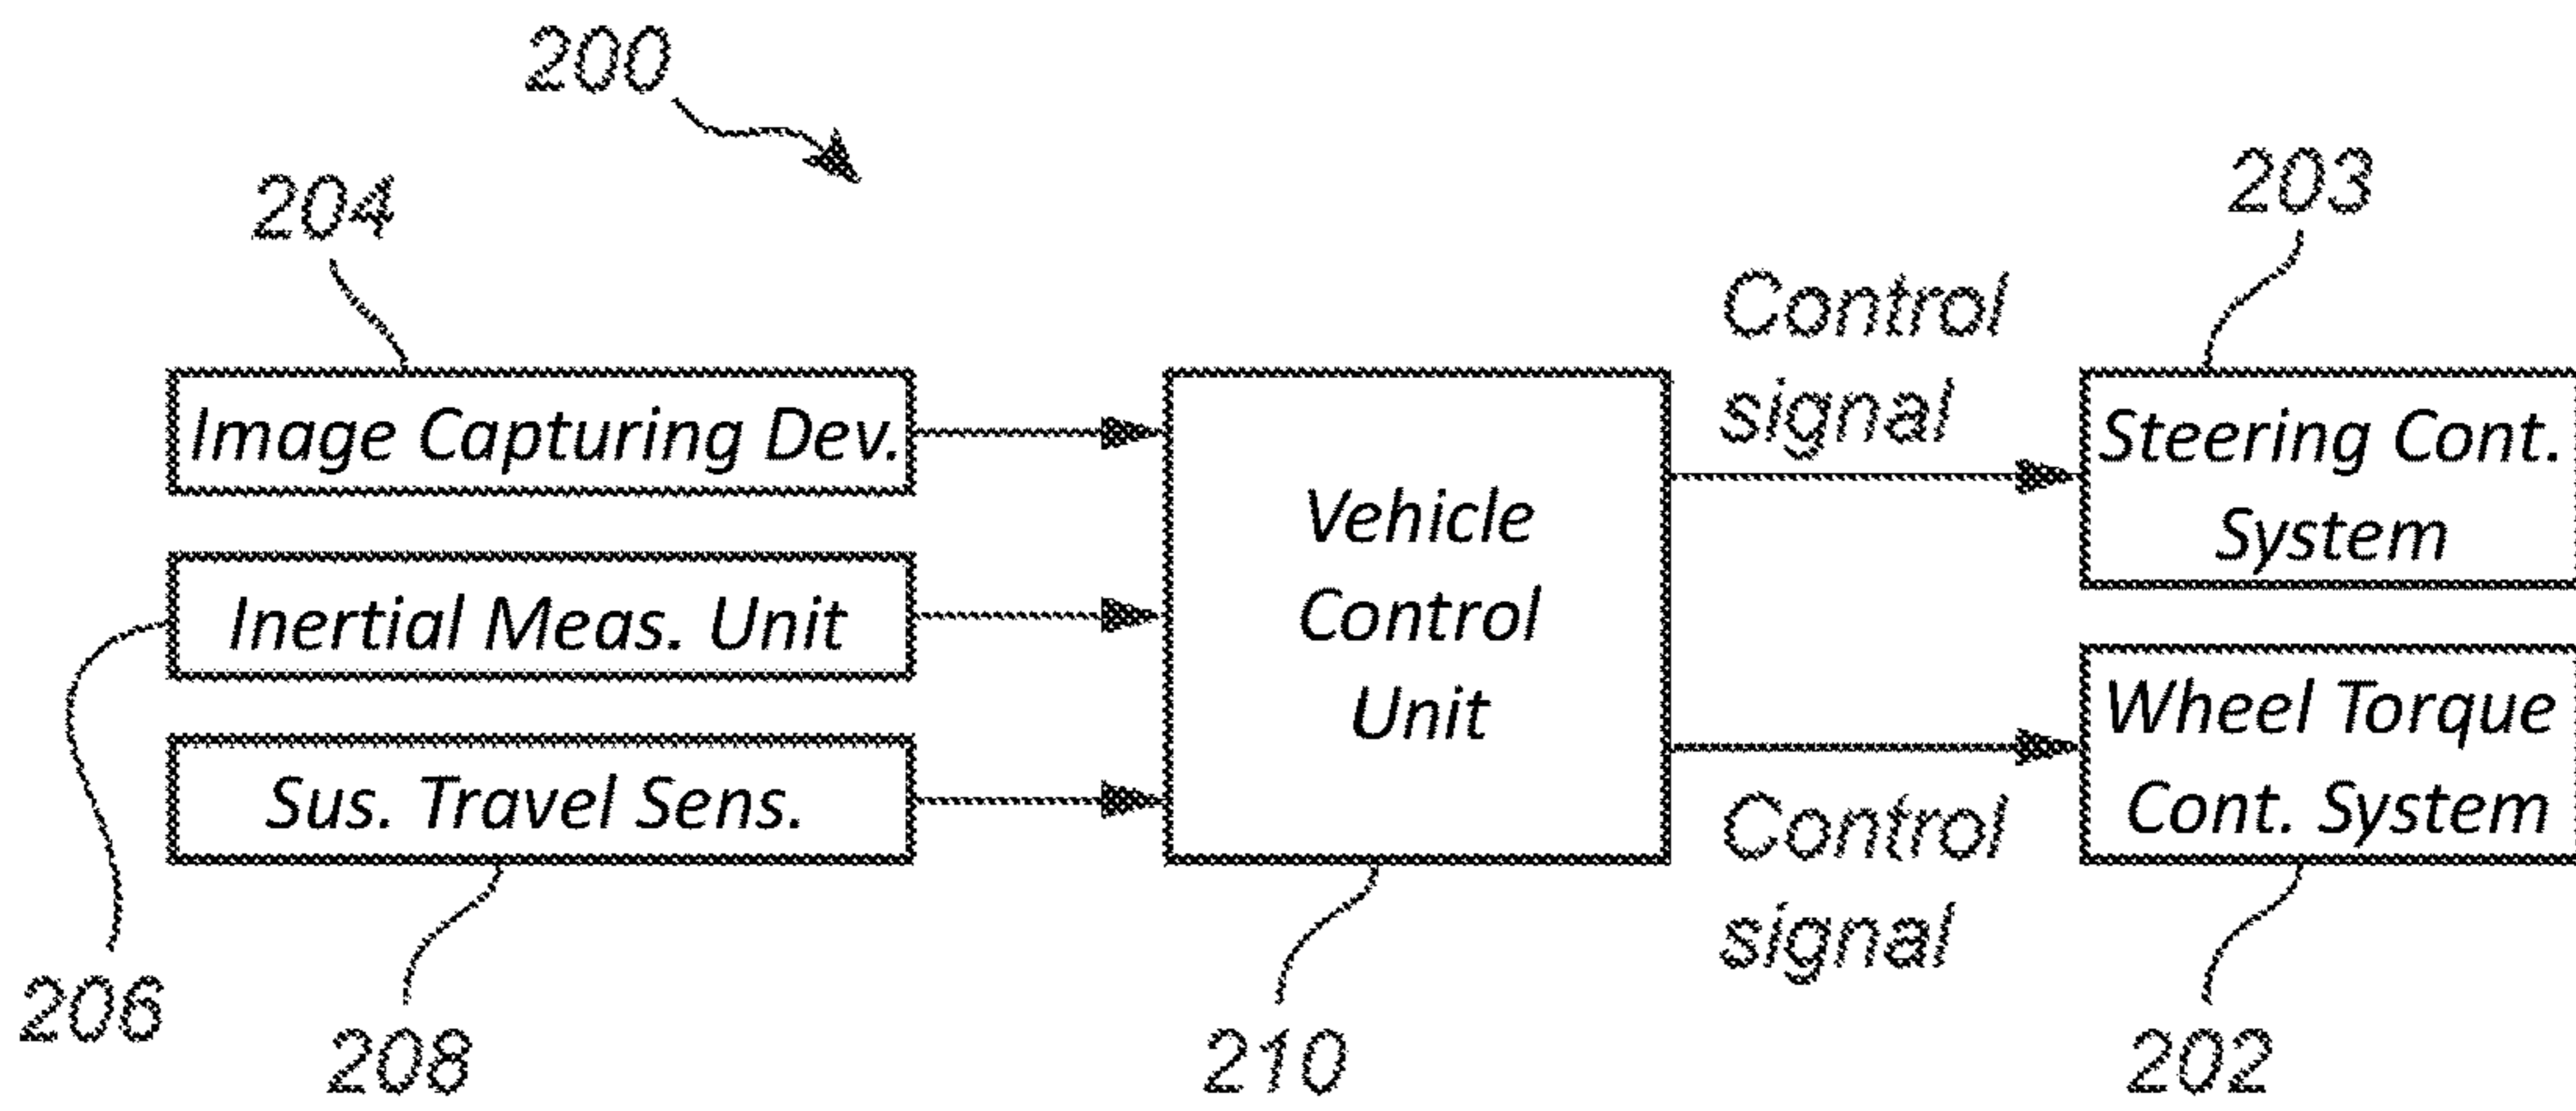 200
204
203
Control
signal
Image Capturing Dev.
Inertial Meas. Unit
Sus. Travel Sens.
Vehicle
Control
Unit
Steering Cont.
System
Wheel Torque
Cont. System
Control
signal
206
208
210
202